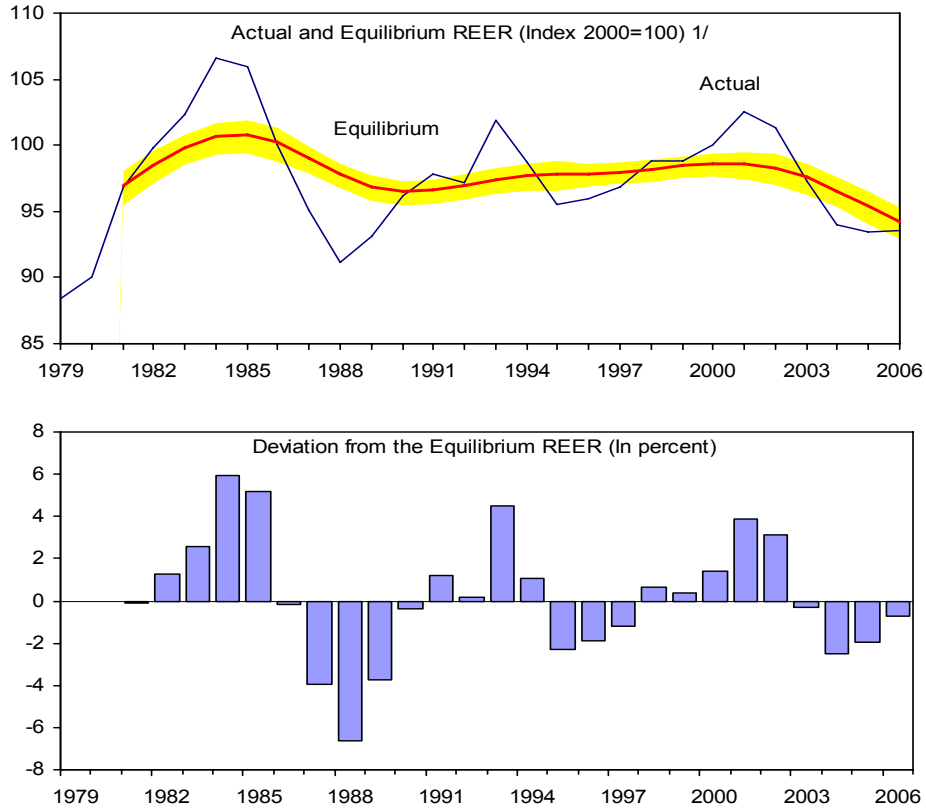 110
Actual and Equilibrium REER (Index 2000=100) 1/
105
Actual
Equilibrium
100
95
90
85
1979 1982 1985 1988 1991 1994 1997 2000 2003 2006
8
Deviation from the Equilibrium REER (In percent)
6
4
2
0
-2
-4
-6
-8
1979 1982 1985 1988 1991 1994 1997 2000 2003 2006